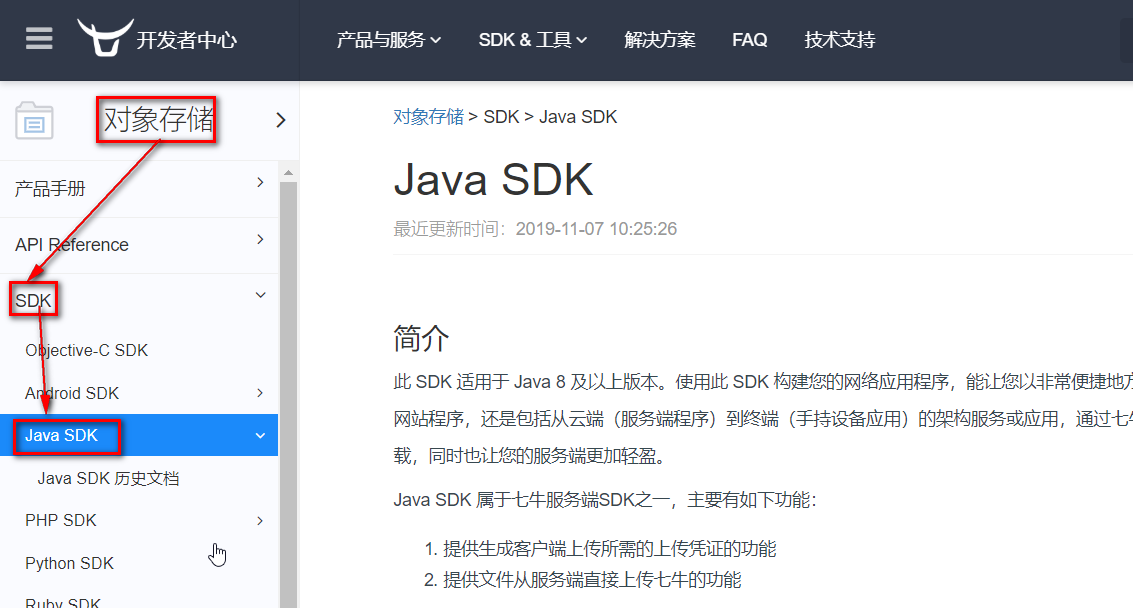 开发者中心
产品与服务
SDK & 工具
解决方案
FAQ
技术支持
对象存储
产品手册
API Reference
SDK
Objective-C SDK
Android SDK
Java SDK
Java SDK 历史文档
PHP SDK
Python SDK
Ruby SDK
对象存储 > SDK > Java SDK
Java SDK
最近更新时间：2019-11-07 10:25:26
简介
此 SDK 适用于 Java 8 及以上版本。使用此 SDK 构建您的网络应用程序，能让您以非常便捷地方
网站程序，还是包括从云端（服务端程序）到终端（手持设备应用）的架构服务或应用，通过七牛
载，同时也让您的服务端更加轻盈。
Java SDK 属于七牛服务端SDK之一，主要有如下功能：
1. 提供生成客户端上传所需的上传凭证的功能
2. 提供文件从服务端直接上传七牛的功能